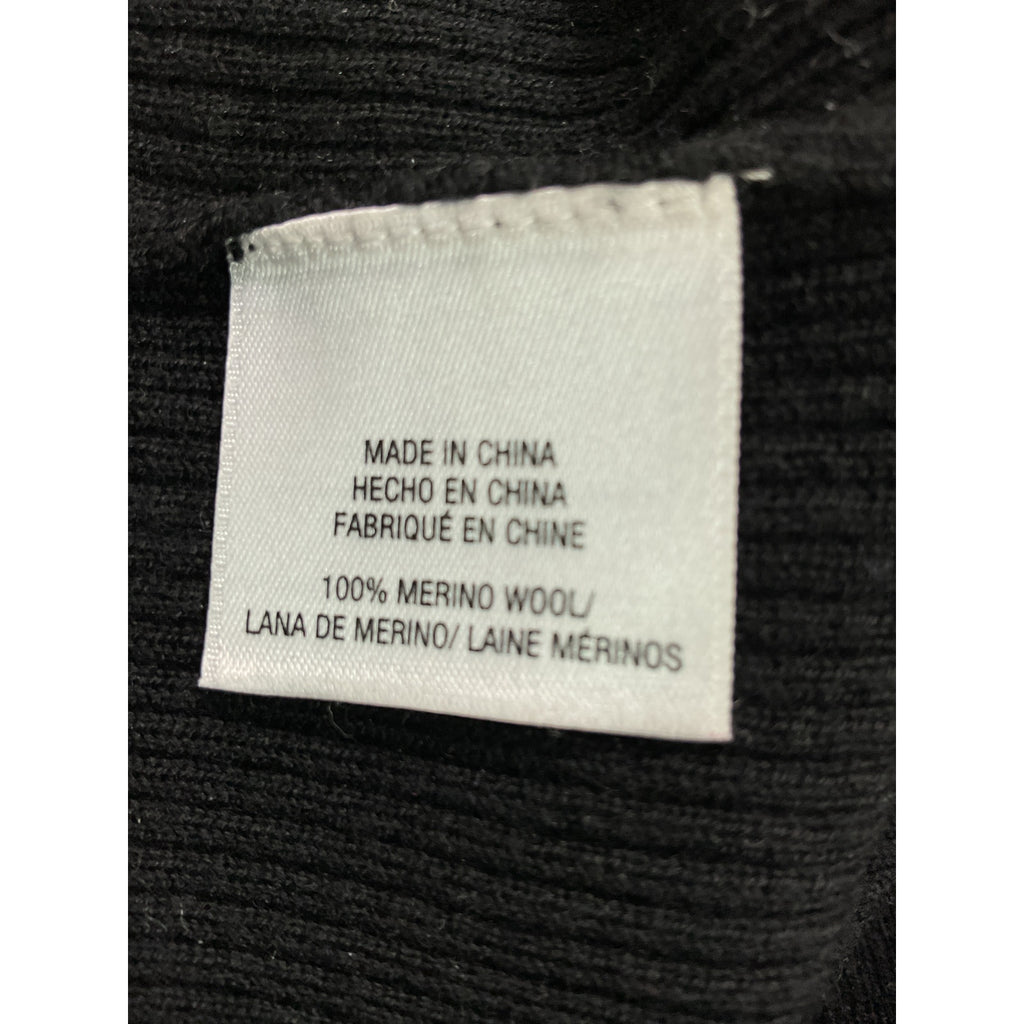 MADE IN CHINA
HECHO EN CHINA
FABRIQUÉ EN CHINE
100% MERINO WOOL/
LANA DE MERINO/ LAINE MÉRINOS